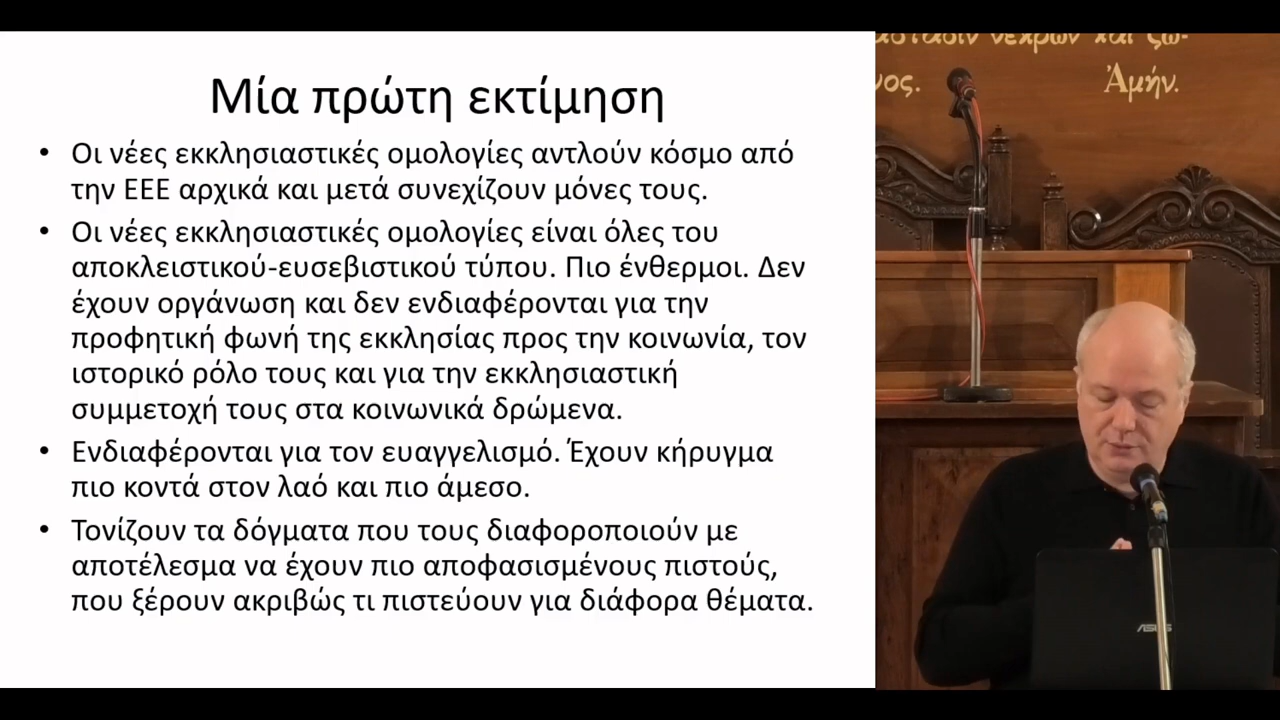 Μία πρώτη εκτίμηση
• Οι νέες εκκλησιαστικές ομολογίες αντλούν κόσμο από
την ΕΕΕ αρχικά και μετά συνεχίζουν μόνες τους.
• Οι νέες εκκλησιαστικές ομολογίες είναι όλες του
αποκλειστικού-ευσεβιστικού τύπου. Πιο ένθερμοι. Δεν
έχουν οργάνωση και δεν ενδιαφέρονται για την
προφητική φωνή της εκκλησίας προς την κοινωνία, τον
ιστορικό ρόλο τους και για την εκκλησιαστική
συμμετοχή τους στα κοινωνικά δρώμενα.
• Ενδιαφέρονται για τον ευαγγελισμό. Έχουν κήρυγμα
πιο κοντά στον λαό και πιο άμεσο.
• Τονίζουν τα δόγματα που τους διαφοροποιούν με
αποτέλεσμα να έχουν πιο αποφασισμένους πιστούς,
που ξέρουν ακριβώς τι πιστεύουν για διάφορα θέματα.
νεκρῶν καὶ ζω-
Ἀμήν.
ASUS